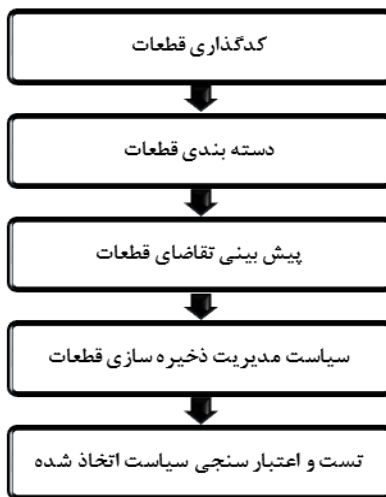 کدگذاری قطعات
دسته بندی قطعات
پیش بینی تقاضای قطعات
سیاست مدیریت ذخیره سازی قطعات
تست و اعتبار سنجی سیاست اتخاذ شده